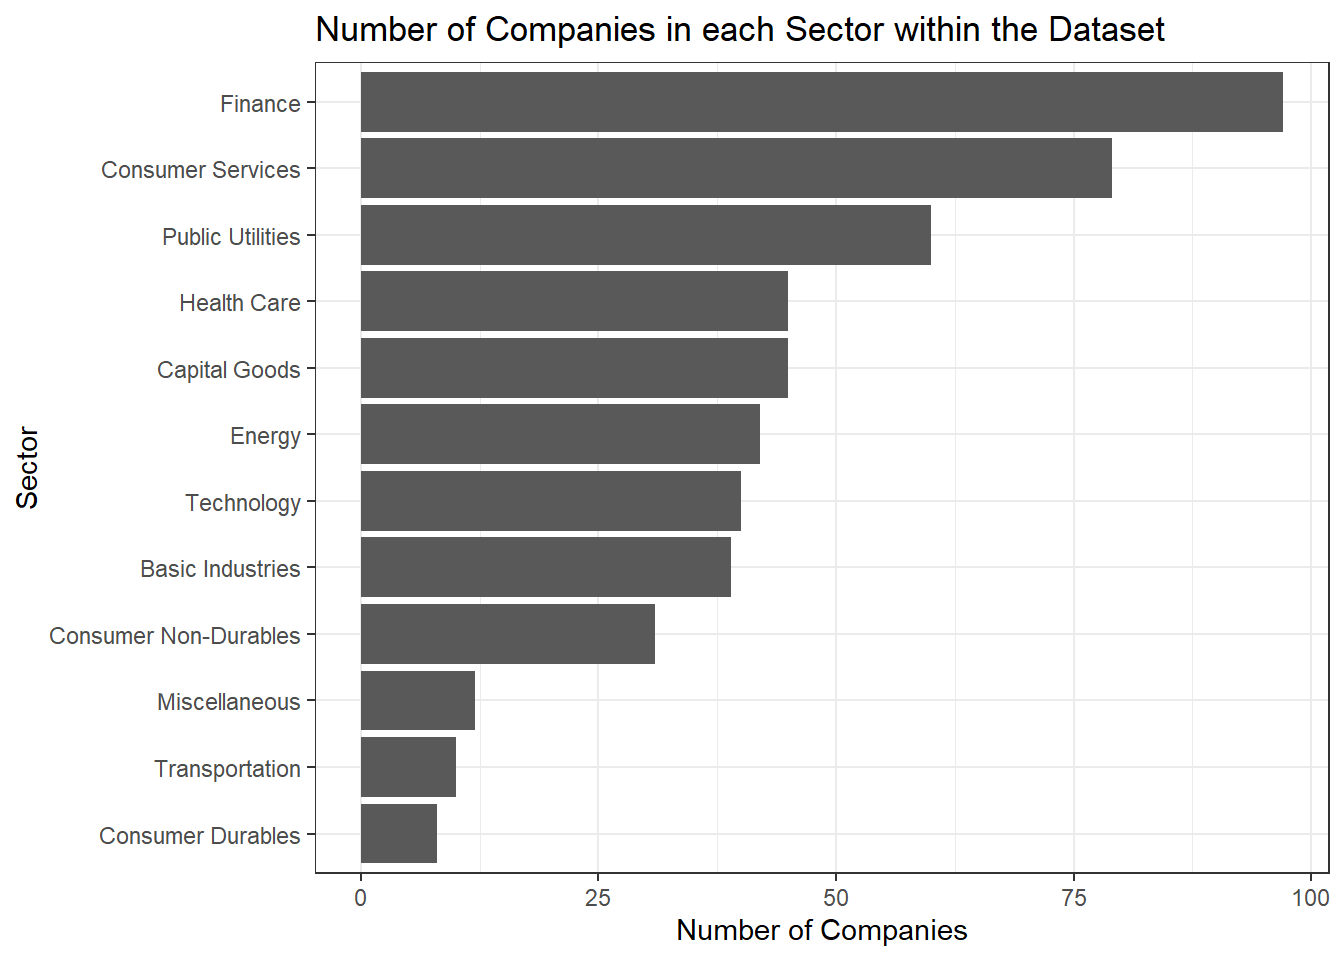 Number of Companies in each Sector within the Dataset
Finance
Consumer Services
Public Utilities
Health Care
Capital Goods
Energy
Technology
Basic Industries
Consumer Non-Durables
Miscellaneous
Transportation
Consumer Durables
Sector
0 25 50 75 100
Number of Companies